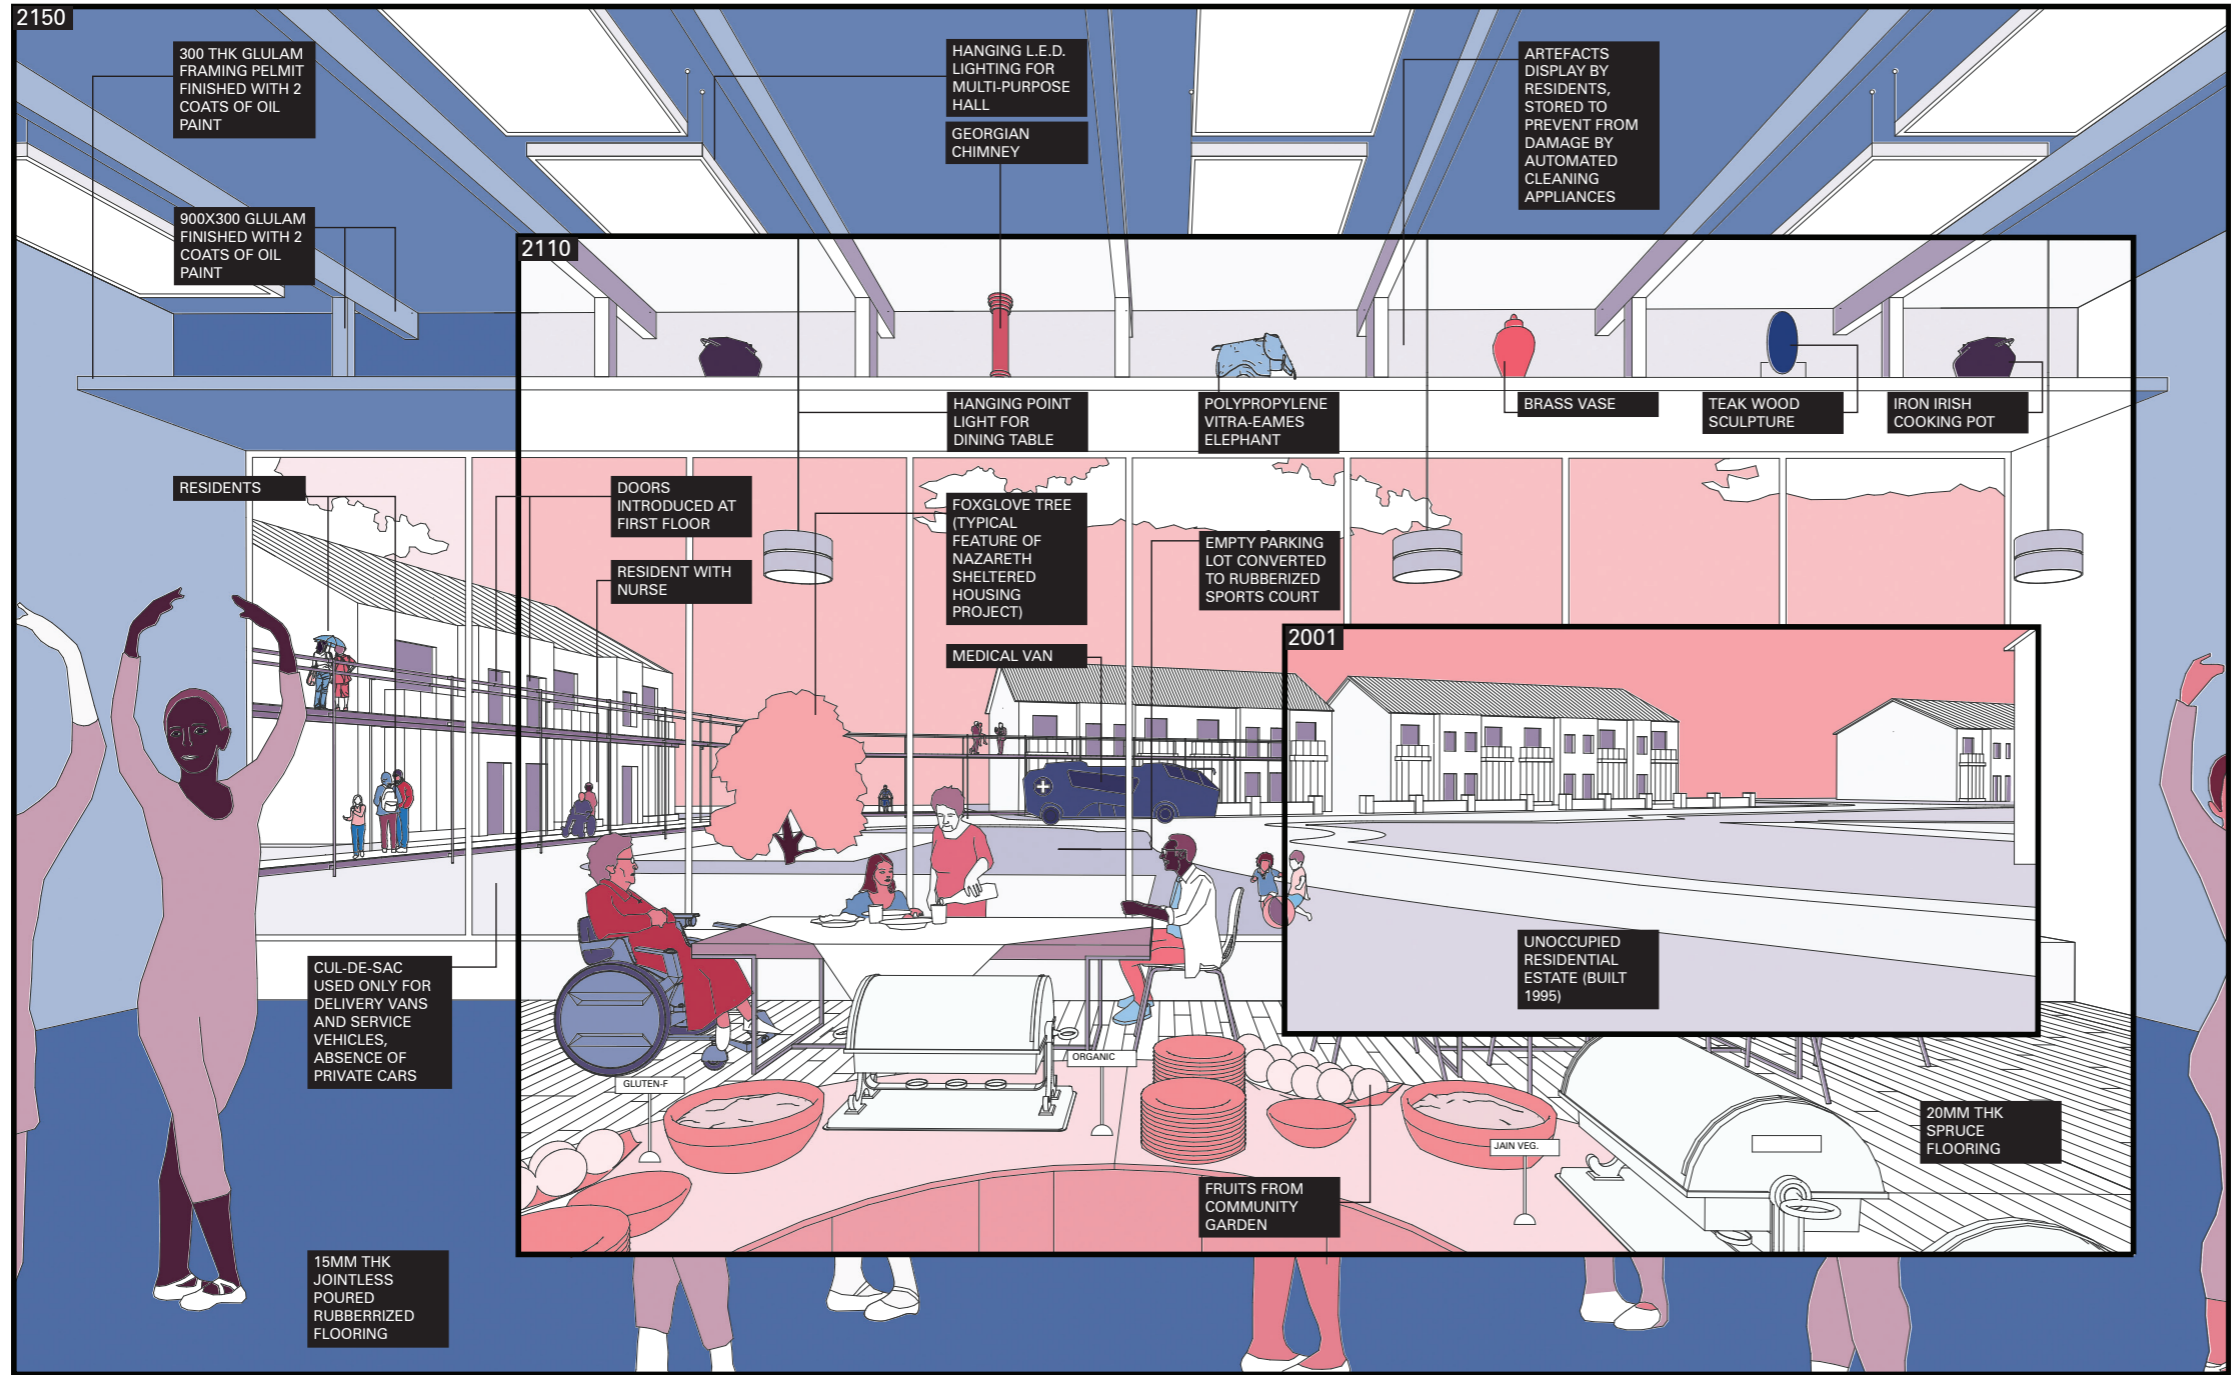 2150
300 THK GLULAM
FRAMING PELMIT
FINISHED WITH 2
COATS OF OIL
PAINT
HANGING L.E.D.
LIGHTING FOR
MULTI-PURPOSE
HALL
GEORGIAN
CHIMNEY
ARTEFACTS
DISPLAY BY
RESIDENTS,
STORED TO
PREVENT FROM
DAMAGE BY
AUTOMATED
CLEANING
APPLIANCES
900X300 GLULAM
FINISHED WITH 2
COATS OF OIL
PAINT
2110
HANGING POINT
LIGHT FOR
DINING TABLE
POLYPROPYLENE
VITRA-EAMES
ELEPHANT
BRASS VASE
TEAK WOOD
SCULPTURE
IRON IRISH
COOKING POT
RESIDENTS
DOORS
INTRODUCED AT
FIRST FLOOR
RESIDENT WITH
NURSE
FOXGLOVE TREE
(TYPICAL
FEATURE OF
NAZARETH
SHELTERED
HOUSING
PROJECT)
EMPTY PARKING
LOT CONVERTED
TO RUBBERIZED
SPORTS COURT
MEDICAL VAN
2001
UNOCCUPIED
RESIDENTIAL
ESTATE (BUILT
1995)
CUL-DE-SAC
USED ONLY FOR
DELIVERY VANS
AND SERVICE
VEHICLES,
ABSENCE OF
PRIVATE CARS
GLUTEN-F
ORGANIC
JAIN VEG.
20MM THK
SPRUCE
FLOORING
FRUITS FROM
COMMUNITY
GARDEN
15MM THK
JOINTLESS
POURED
RUBBERRIZED
FLOORING